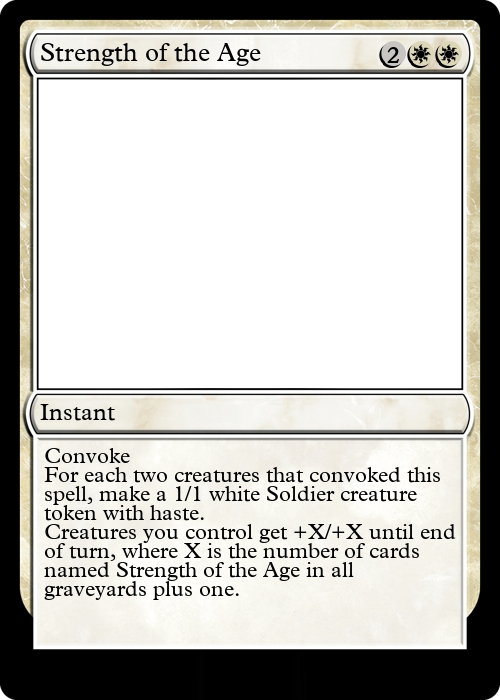 Strength of the Age 2
Instant
Convoke
For each two creatures that convoked this
spell, make a 1/1 white Soldier creature
token with haste.
Creatures you control get +X/+X until end
of turn, where X is the number of cards
named Strength of the Age in all
graveyards plus one.